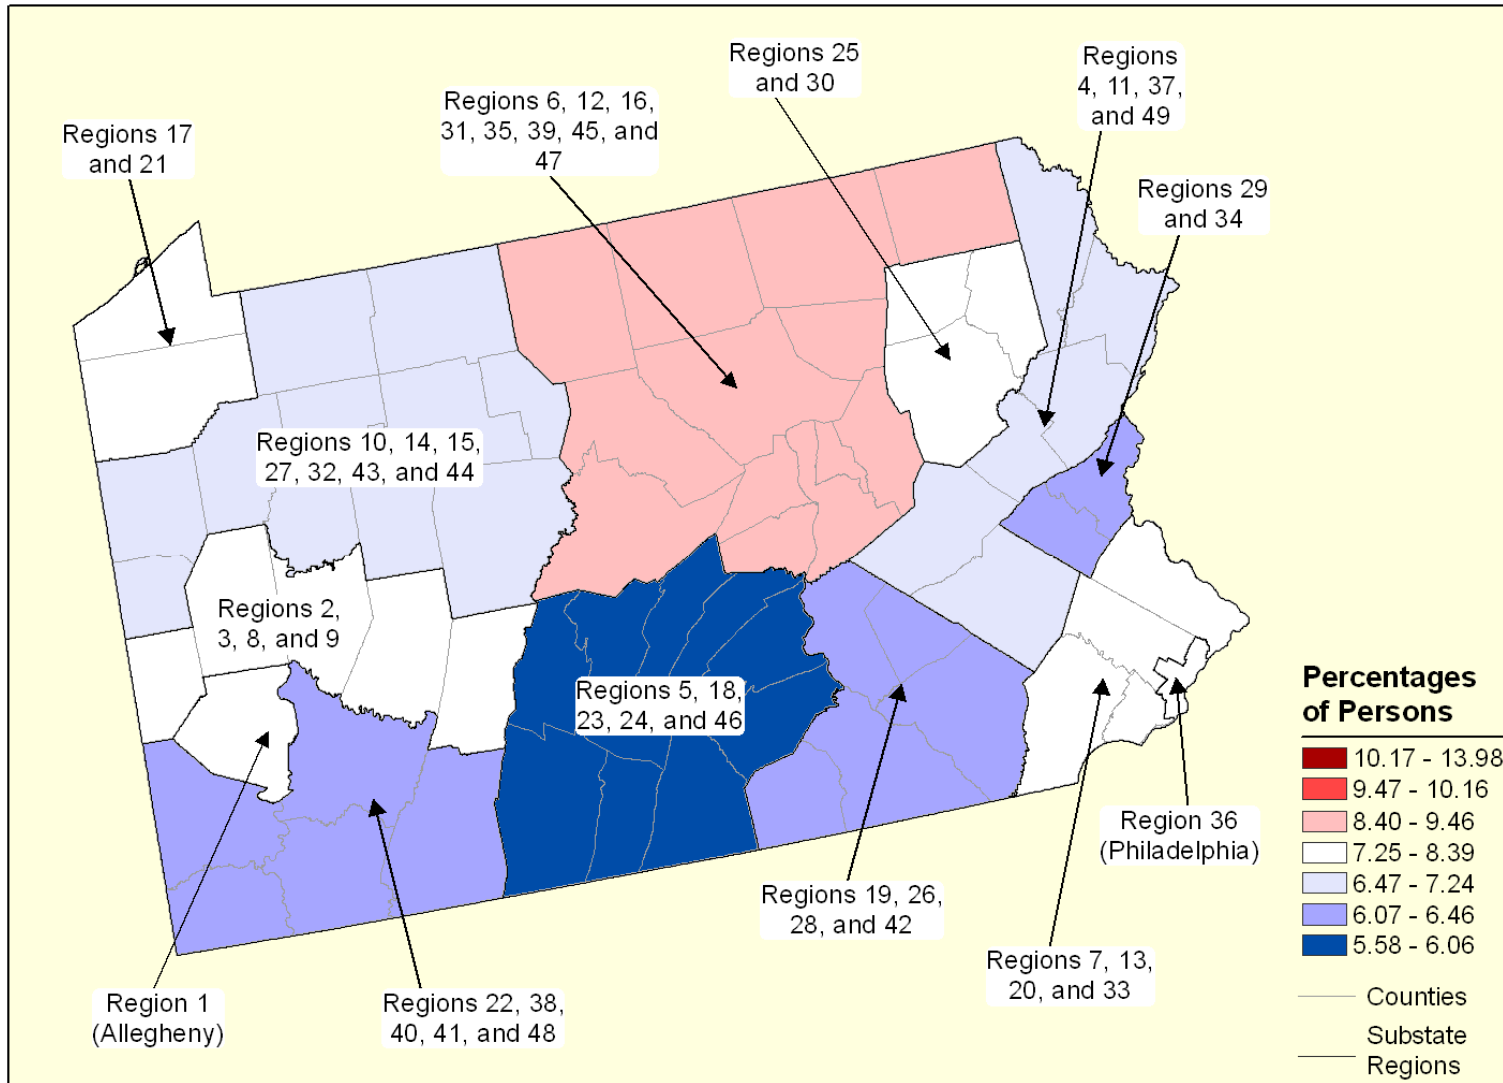 Regions 25
and 30
Regions
4, 11, 37,
and 49
Regions 6, 12, 16,
31, 35, 39, 45, and
47
Regions 17
and 21
Regions 29
and 34
Regions 10, 14, 15,
27, 32, 43, and 44
Regions 2,
3, 8, and 9
Regions 5, 18,
23, 24, and 46
Percentages
of Persons
10.17 - 13.98
9.47 - 10.16
8.40 - 9.46
7.25 - 8.39
6.47 - 7.24
6.07 - 6.46
5.58 - 6.06
Counties
Substate
Regions
Region 36
(Philadelphia)
Regions 19, 26,
28, and 42
Regions 7, 13,
20, and 33
Region 1
(Allegheny)
Regions 22, 38,
40, 41, and 48